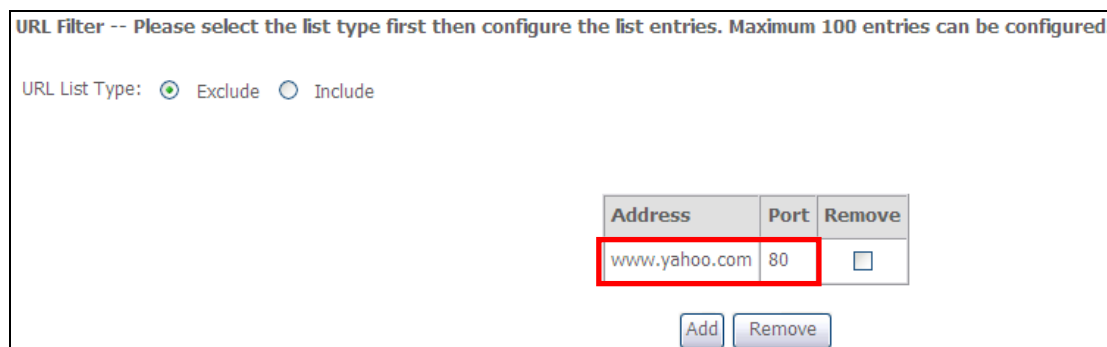 URL Filter -- Please select the list type first then configure the list entries. Maximum 100 entries can be configured
URL List Type: Exclude Include
Address Port Remove
www.yahoo.com 80
Add Remove